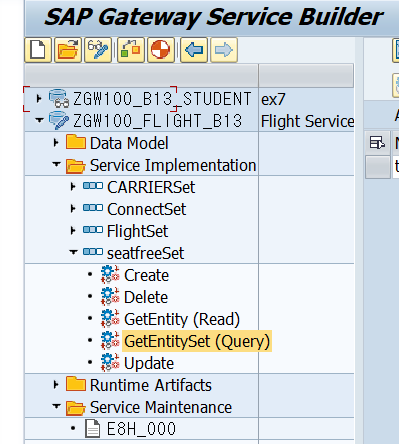 SAP Gateway Service Builder
ZGW100_B13_STUDENT ex7
ZGW100_FLIGHT_B13 Flight Service
Data Model
Service Implementation
CARRIERSet
ConnectSet
FlightSet
seatfreeSet
Create
Delete
GetEntity (Read)
GetEntitySet (Query)
Update
Runtime Artifacts
Service Maintenance
E8H_000